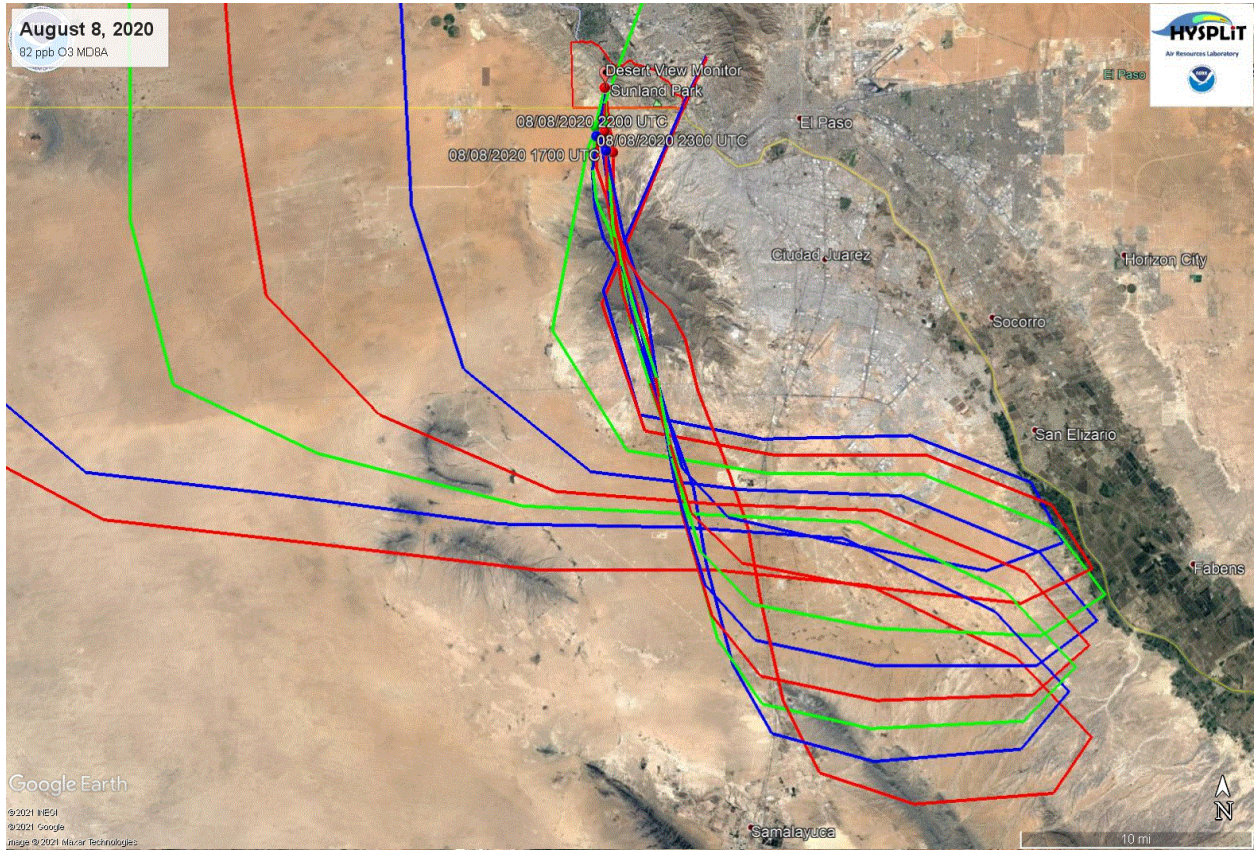 August 8, 2020
82 ppb O3 MD8A
HYSPLIT
Air Resources Laboratory
El Paso
Desert View Monitor
Sunland Park
08/08/2020 2200 UTC
El Paso
08/08/2020 2300 UTC
08/08/2020 1700 UTC
Ciudad Juarez
Horizon City
Socorro
San Elizario
Fabens
Google Earth
©2021 INEGI
©2021 Google
Image © 2021 Maxar Technologies
Samalayuca
N
10 mi